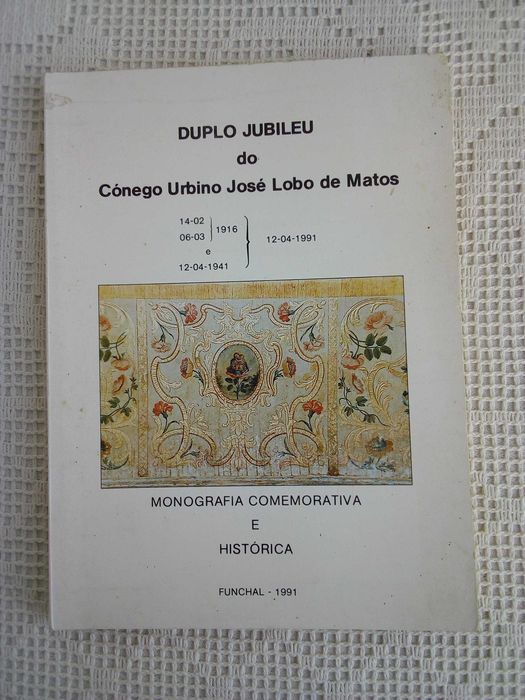 DUPLO JUBILEU
do
Cónego Urbino José Lobo de Matos
14-02
06-03
1916
e
12-04-1941
12-04-1991
MONOGRAFIA COMEMORATIVA
E
HISTÓRICA
FUNCHAL - 1991